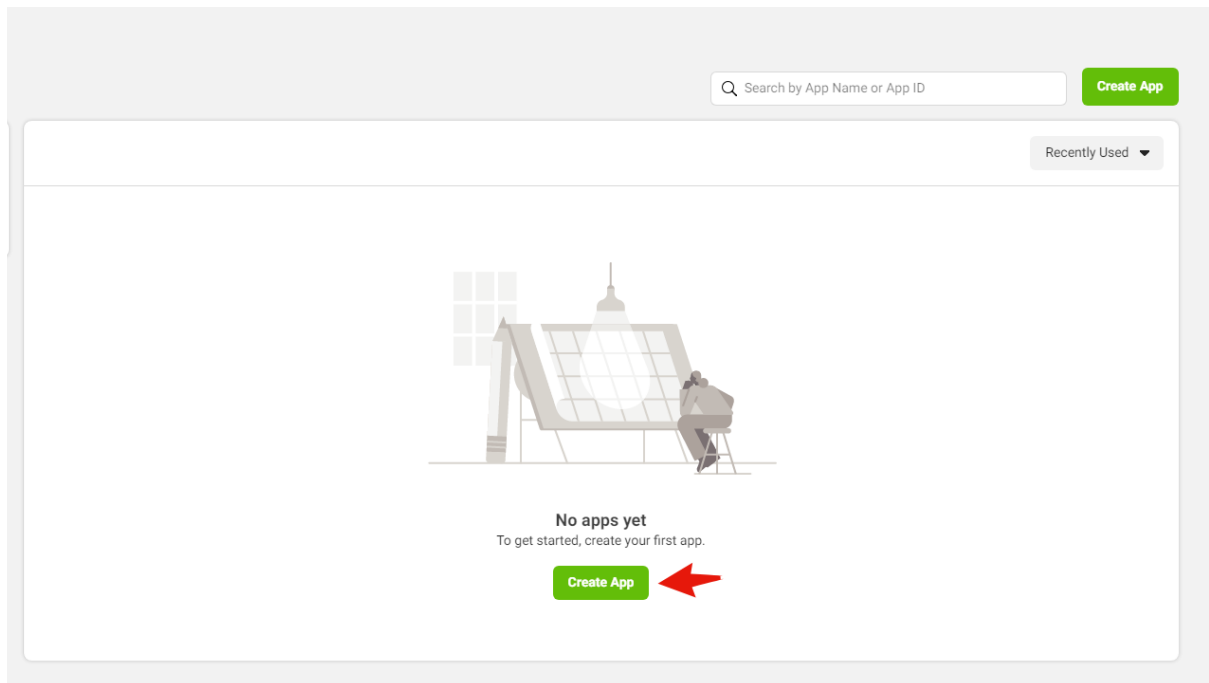 Search by App Name or App ID
Create App
Recently Used
No apps yet
To get started, create your first app.
Create App